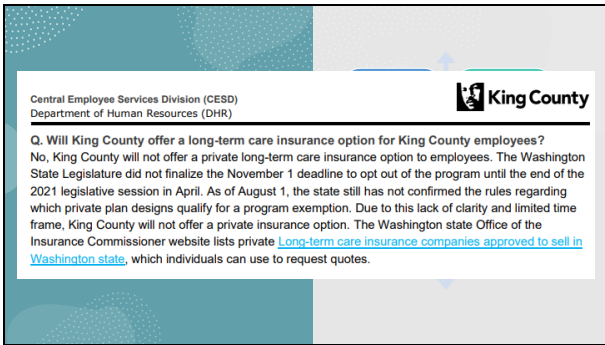 Central Employee Services Division (CESD)
Department of Human Resources (DHR)
King County
Q. Will King County offer a long-term care insurance option for King County employees?
No, King County will not offer a private long-term care insurance option to employees. The Washington
State Legislature did not finalize the November 1 deadline to opt out of the program until the end of the
2021 legislative session in April. As of August 1, the state still has not confirmed the rules regarding
which private plan designs qualify for a program exemption. Due to this lack of clarity and limited time
frame, King County will not offer a private insurance option. The Washington state Office of the
Insurance Commissioner website lists private Long-term care insurance companies approved to sell in
Washington state, which individuals can use to request quotes.